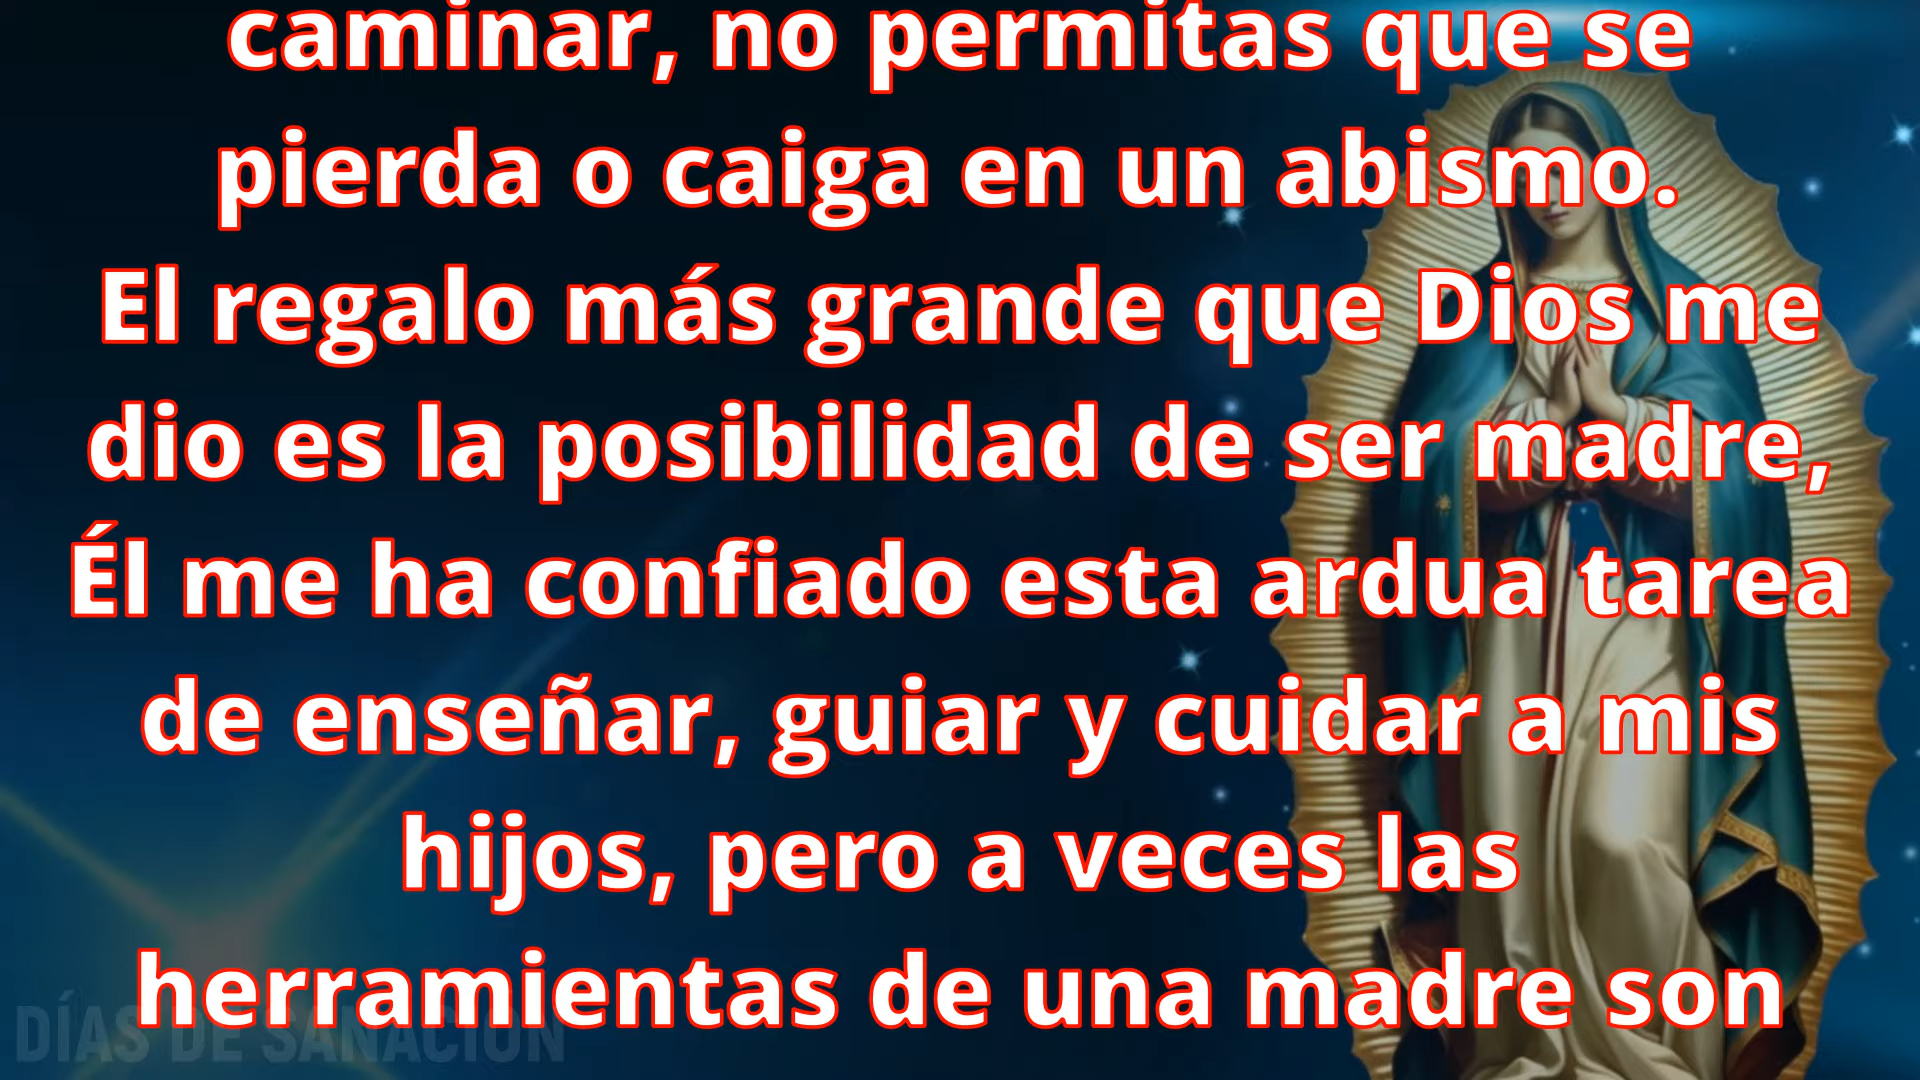 caminar, no permitas que se
pierda o caiga en un abismo.
El regalo más grande que Dios me
dio es la posibilidad de ser madre,
Él me ha confiado esta ardua tarea
de enseñar, guiar y cuidar a mis
hijos, pero a veces las
herramientas de una madre son
DÍAS DE SANACIÓN